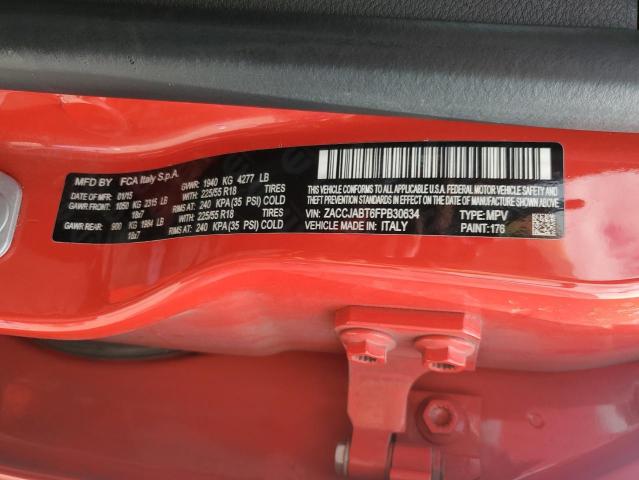 MFD BY FCA Italy S.p.A.
DATE OF MFR: 01/15 GVWR: 1940 KG 4277 LB
GAWR FRONT: 1050 KG 2315 LB 225/55 R18 TIRES
18x7 RIMS AT: 240 KPA(35 PSI) COLD
GAWR REAR: 900 KG 1984 LB 225/55 R18 TIRES
18x7 RIMS AT: 240 KPA(35 PSI) COLD
THIS VEHICLE CONFORMS TO ALL APPLICABLE U.S.A. FEDERAL MOTOR
VEHICLE SAFETY, BUMPER, AND THEFT PREVENTION STANDARDS IN
EFFECT ON THE DATE OF MANUFACTURE SHOWN ABOVE
VIN: ZACCJABT6FPB30634 TYPE: MPV
VEHICLE MADE IN: ITALY PAINT: 176